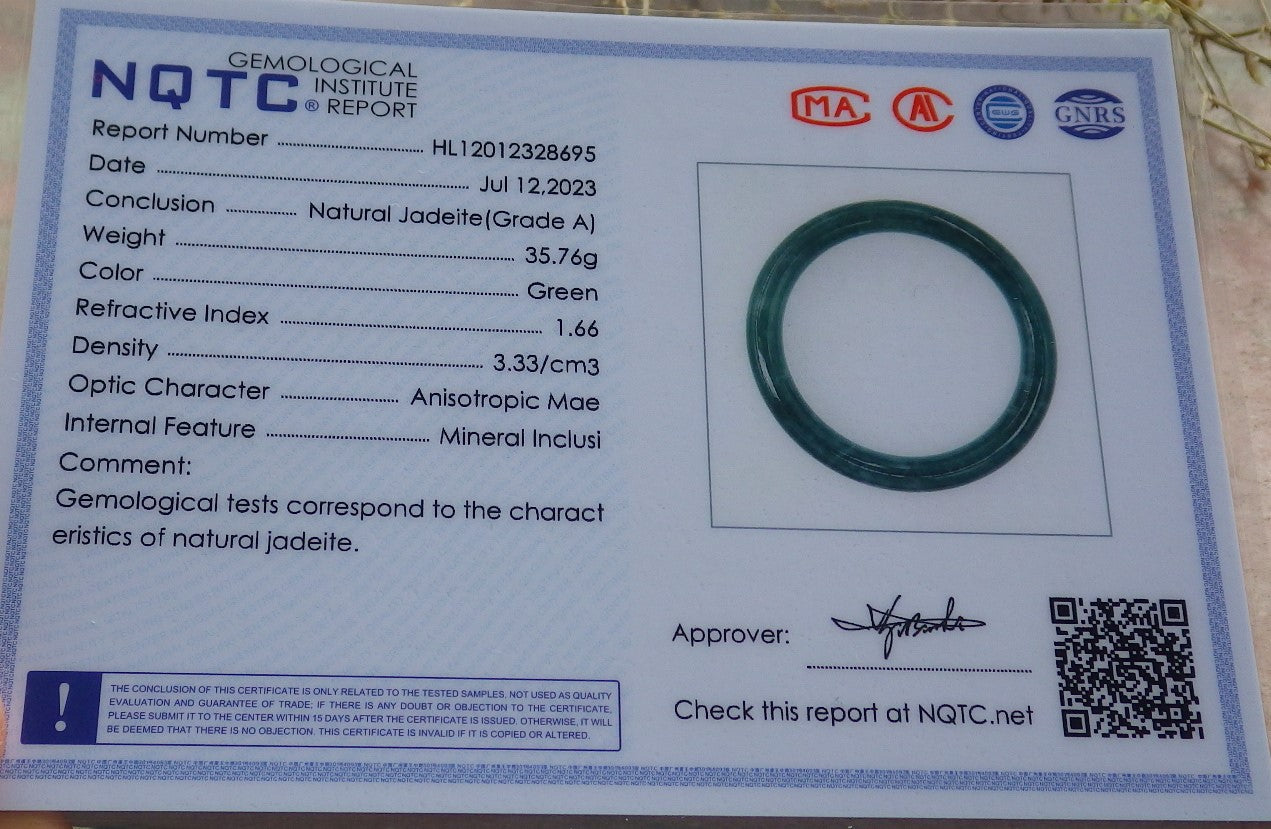 NQTC® GEMOLOGICAL
INSTITUTE
REPORT
Report Number HL12012328695
Date Jul 12,2023
Conclusion Natural Jadeite(Grade A)
Weight 35.76g
Color Green
Refractive Index 1.66
Density 3.33/cm3
Optic Character Anisotropic Mae
Internal Feature Mineral Inclusi
Comment:
Gemological tests correspond to the charact
eristics of natural jadeite.
! THE CONCLUSION OF THIS CERTIFICATE IS ONLY RELATED TO THE TESTED SAMPLES, NOT USED AS QUALITY
EVALUATION AND GUARANTEE OF TRADE; IF THERE IS ANY DOUBT OR OBJECTION TO THE CERTIFICATE,
PLEASE SUBMIT IT TO THE CENTER WITHIN 15 DAYS AFTER THE CERTIFICATE IS ISSUED. OTHERWISE, IT WILL
BE DEEMED THAT THERE IS NO OBJECTION. THIS CERTIFICATE IS INVALID IF IT IS COPIED OR ALTERED.
MA GNRS
Approver:
Check this report at NQTC.net